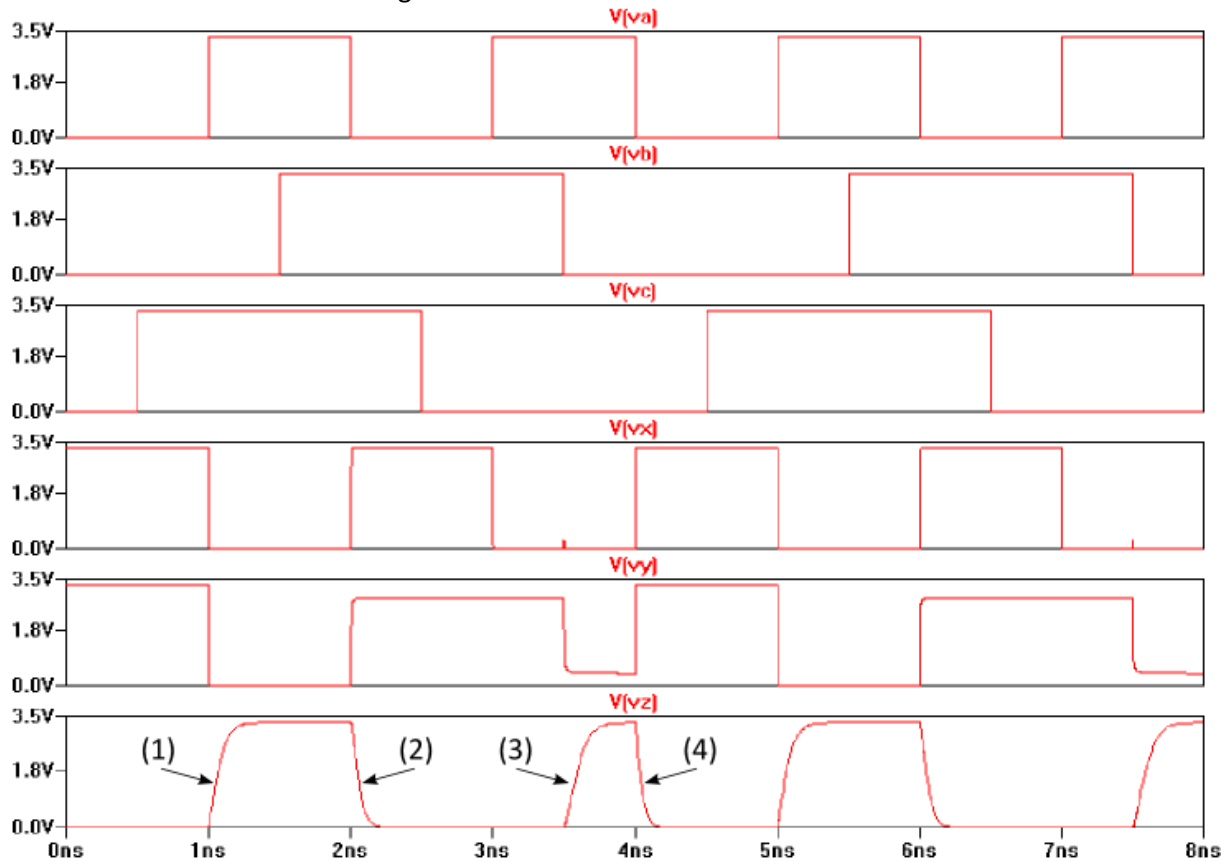 V(va)
3.5V
1.8V
0.0V
V(vb)
3.5V
1.8V
0.0V
V(vc)
3.5V
1.8V
0.0V
V(vx)
3.5V
1.8V
0.0V
V(vy)
3.5V
1.8V
0.0V
V(vz)
3.5V
(1) (2) (3) (4)
1.8V
0.0V
0ns 1ns 2ns 3ns 4ns 5ns 6ns 7ns 8ns